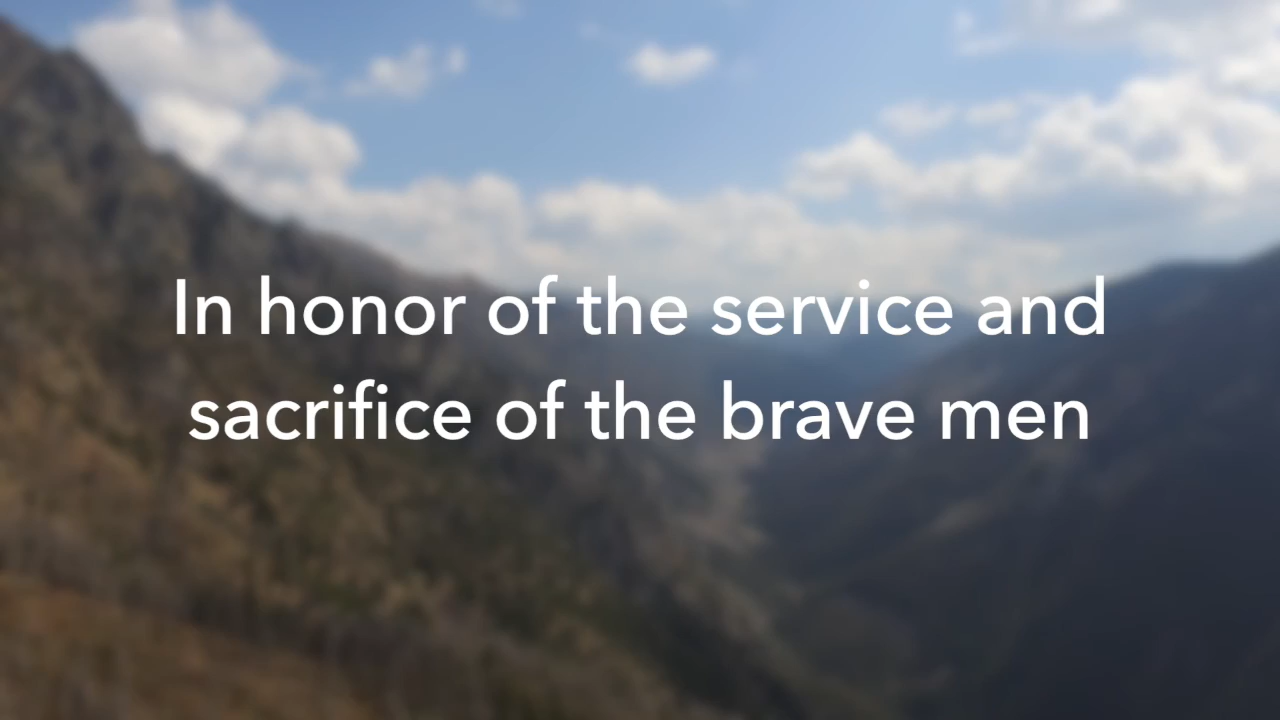 In honor of the service and
sacrifice of the brave men